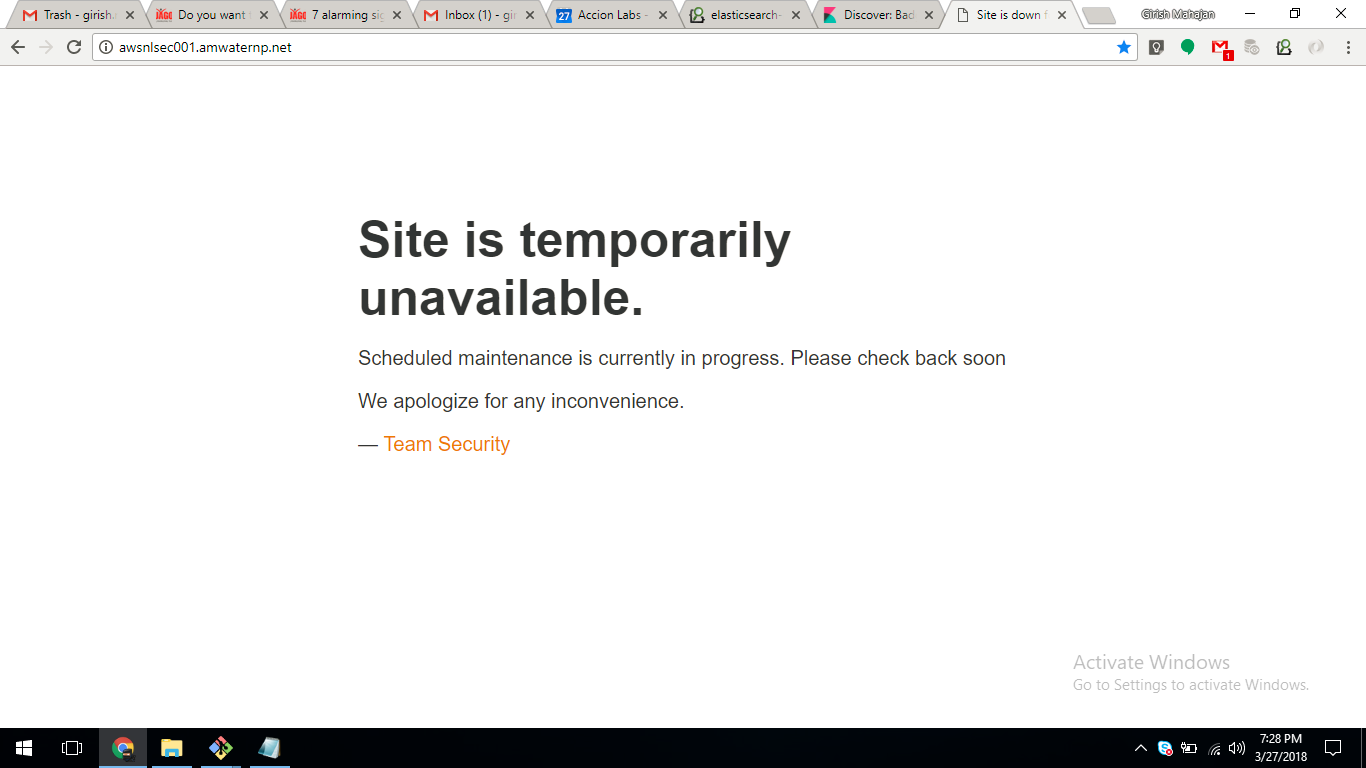 Trash - girish.
Do you want
7 alarming si
Inbox (1) - gir
27
Accion Labs -
elasticsearch-
Discover: Bad
Site is down f
Girish Mahajan
awsnlsec001.amwaternp.net
1
Site is temporarily
unavailable.
Scheduled maintenance is currently in progress. Please check back soon
We apologize for any inconvenience.
— Team Security
Activate Windows
Go to Settings to activate Windows.
7:28 PM
3/27/2018